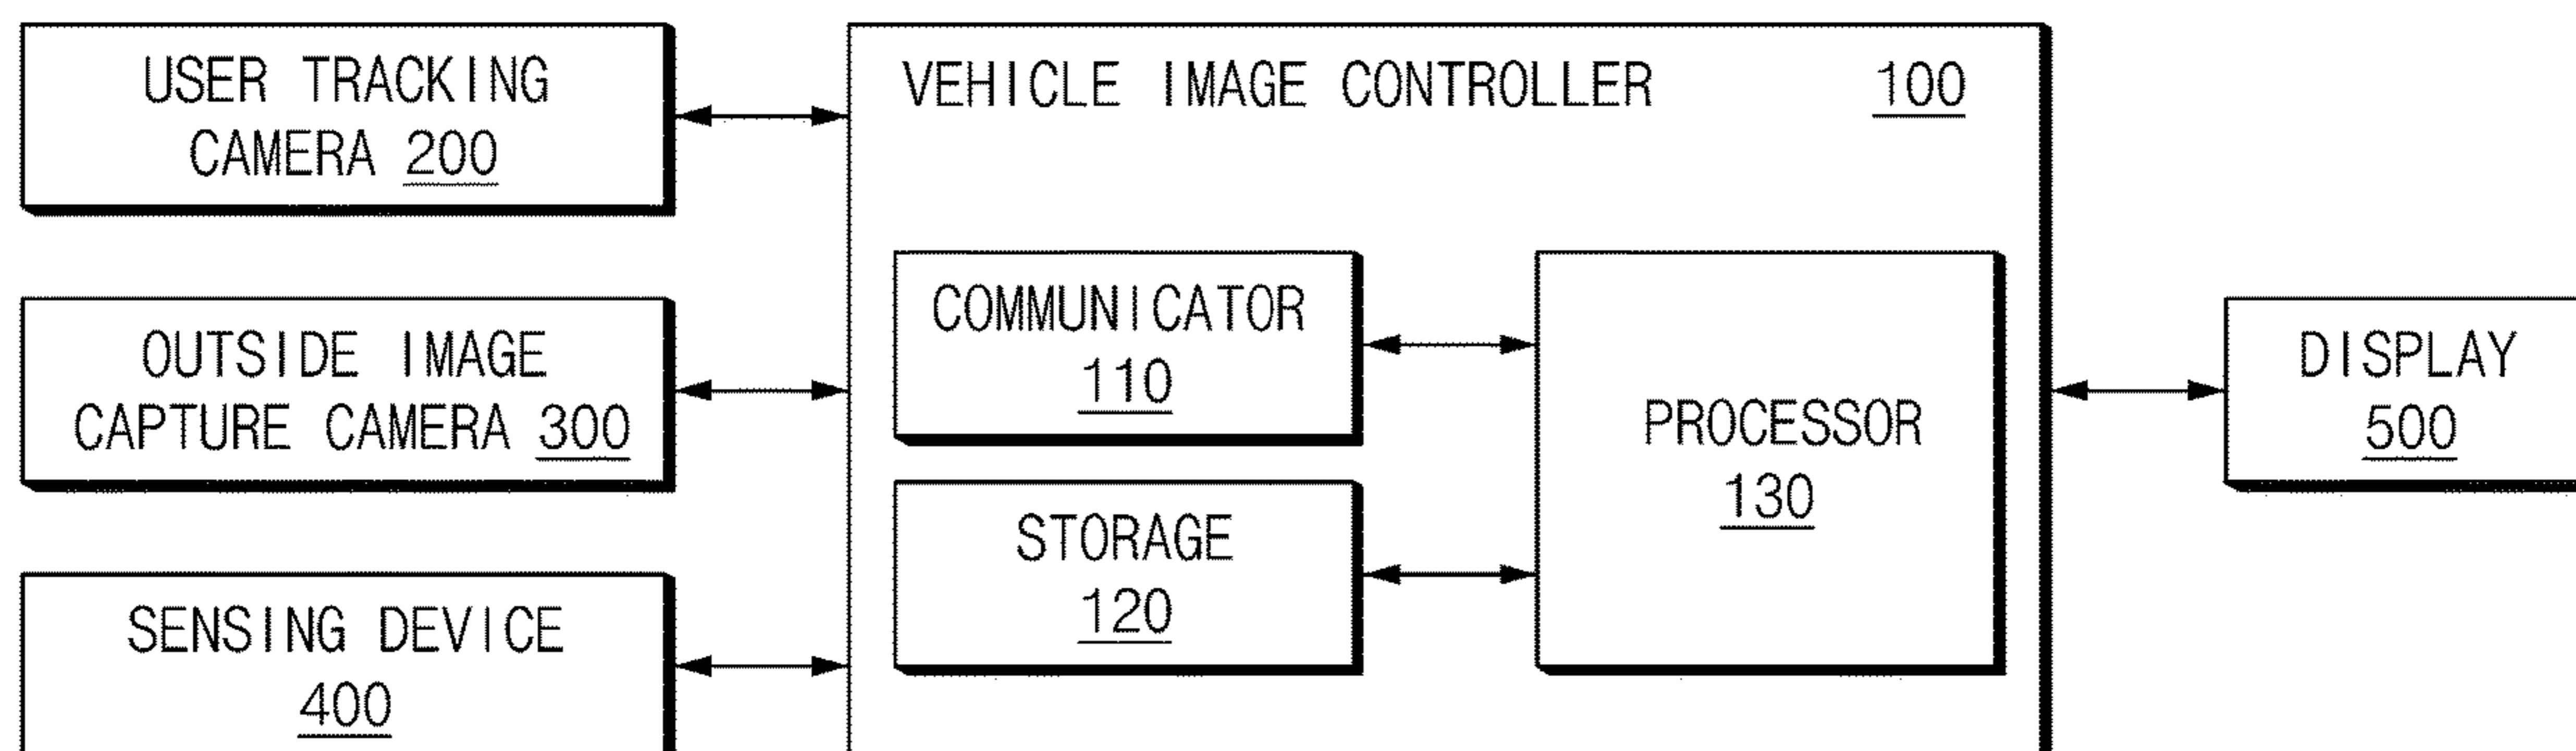 USER TRACKING
CAMERA 200
OUTSIDE IMAGE
CAPTURE CAMERA 300
SENSING DEVICE
400
VEHICLE IMAGE CONTROLLER 100
COMMUNICATOR
110
STORAGE
120
PROCESSOR
130
DISPLAY
500